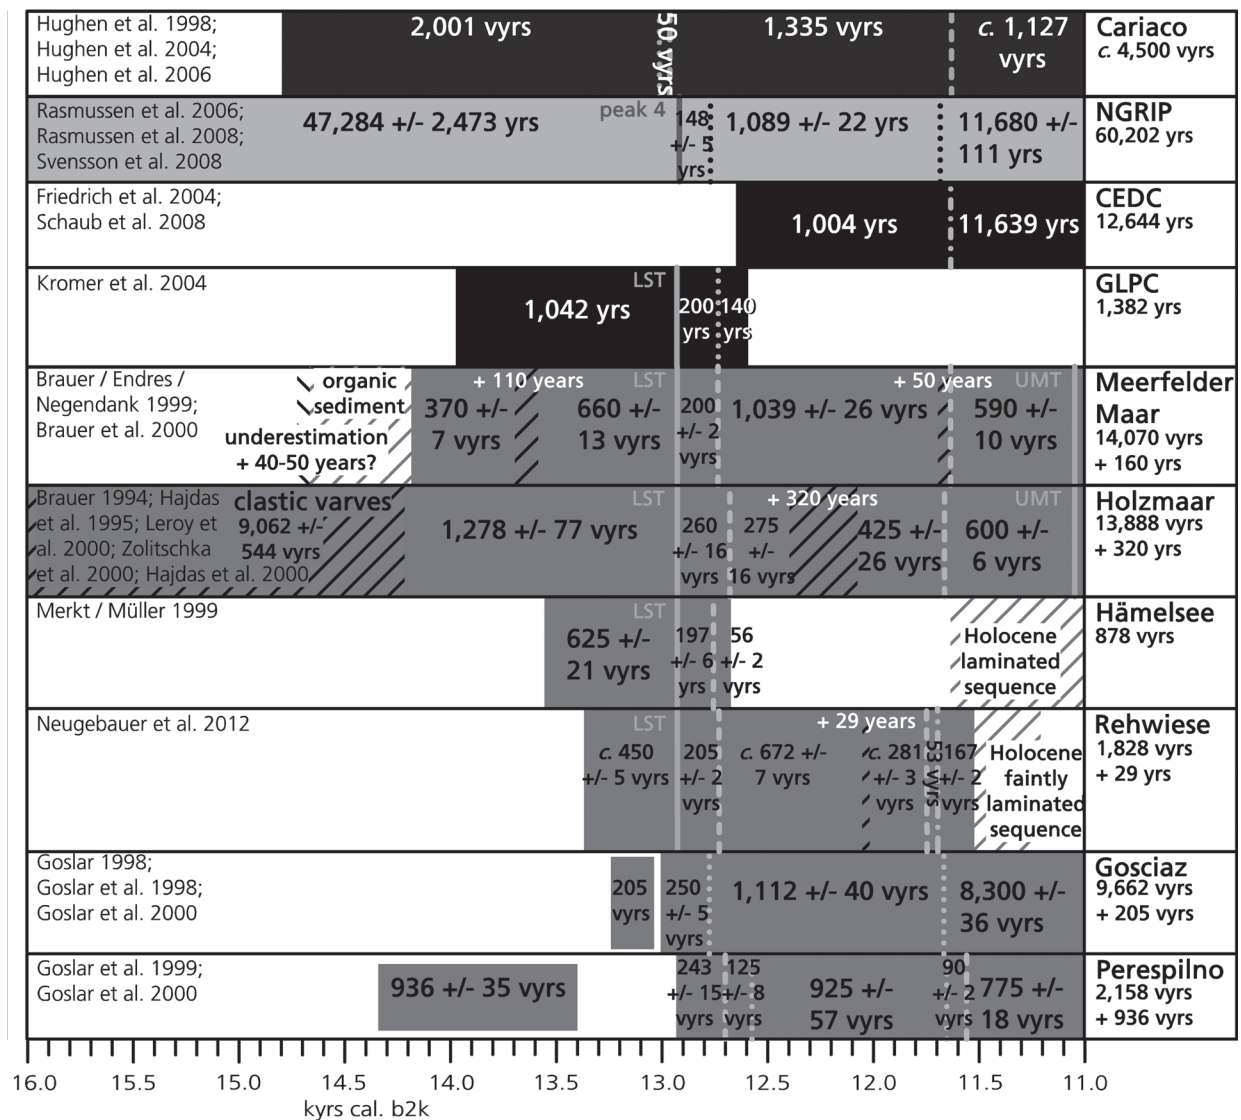 Hughen et al. 1998;
Hughen et al. 2004;
Hughen et al. 2006
2,001 vyrs
50 vyrs
1,335 vyrs
c. 1,127
vyrs
Cariaco
c. 4,500 vyrs
Rasmussen et al. 2006;
Rasmussen et al. 2008;
Svensson et al. 2008
47,284 +/- 2,473 yrs
peak 4
148
+/- 5
yrs
1,089 +/- 22 yrs
11,680 +/-
111 yrs
NGRIP
60,202 yrs
Friedrich et al. 2004;
Schaub et al. 2008
1,004 yrs
11,639 yrs
CEDC
12,644 yrs
Kromer et al. 2004
LST
1,042 yrs
200
yrs
140
yrs
GLPC
1,382 yrs
Brauer / Endres /
Negendank 1999;
Brauer et al. 2000
organic
sediment
underestimation
+ 40-50 years?
+ 110 years
370 +/-
7 vyrs
LST
660 +/-
13 vyrs
200
+/- 2
vyrs
1,039 +/- 26 vyrs
+ 50 years
UMT
590 +/-
10 vyrs
Meerfelder
Maar
14,070 vyrs
+ 160 yrs
Brauer 1994; Hajdas
et al. 1995; Leroy et
al. 2000; Zolitschka
et al. 2000; Hajdas et al. 2000
clastic varves
9,062 +/-
544 vyrs
LST
1,278 +/- 77 vyrs
260
+/- 16
vyrs
275
+/-
16 vyrs
+ 320 years
425 +/-
26 vyrs
UMT
600 +/-
6 vyrs
Holzmaar
13,888 vyrs
+ 320 yrs
Merkt / Müller 1999
LST
625 +/-
21 vyrs
197
+/- 6
yrs
56
+/- 2
vyrs
Holocene
laminated
sequence
Hämelsee
878 vyrs
Neugebauer et al. 2012
LST
c. 450
+/- 5 vyrs
205
+/- 2
vyrs
c. 672 +/-
7 vyrs
+ 29 years
c. 281
+/- 3
vyrs
53 vyrs
167
+/- 2
vyrs
Holocene
faintly
laminated
sequence
Rehwiese
1,828 vyrs
+ 29 yrs
Goslar 1998;
Goslar et al. 1998;
Goslar et al. 2000
205
vyrs
250
+/- 5
vyrs
1,112 +/- 40 vyrs
8,300 +/-
36 vyrs
Gosciaz
9,662 vyrs
+ 205 vyrs
Goslar et al. 1999;
Goslar et al. 2000
936 +/- 35 vyrs
243
+/- 15
vyrs
125
+/- 8
vyrs
925 +/-
57 vyrs
90
+/- 2
vyrs
775 +/-
18 vyrs
Perespilno
2,158 vyrs
+ 936 vyrs
16.0 15.5 15.0 14.5 14.0 13.5 13.0 12.5 12.0 11.5 11.0
kyrs cal. b2k